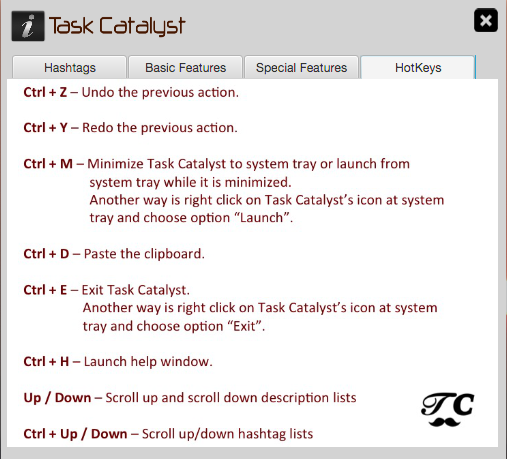 i Task Catalyst
Hashtags Basic Features Special Features HotKeys
Ctrl + Z – Undo the previous action.
Ctrl + Y – Redo the previous action.
Ctrl + M – Minimize Task Catalyst to system tray or launch from
system tray while it is minimized.
Another way is right click on Task Catalyst’s icon at system
tray and choose option “Launch”.
Ctrl + D – Paste the clipboard.
Ctrl + E – Exit Task Catalyst.
Another way is right click on Task Catalyst’s icon at system
tray and choose option “Exit”.
Ctrl + H – Launch help window.
Up / Down – Scroll up and scroll down description lists
TC
Ctrl + Up / Down – Scroll up/down hashtag lists